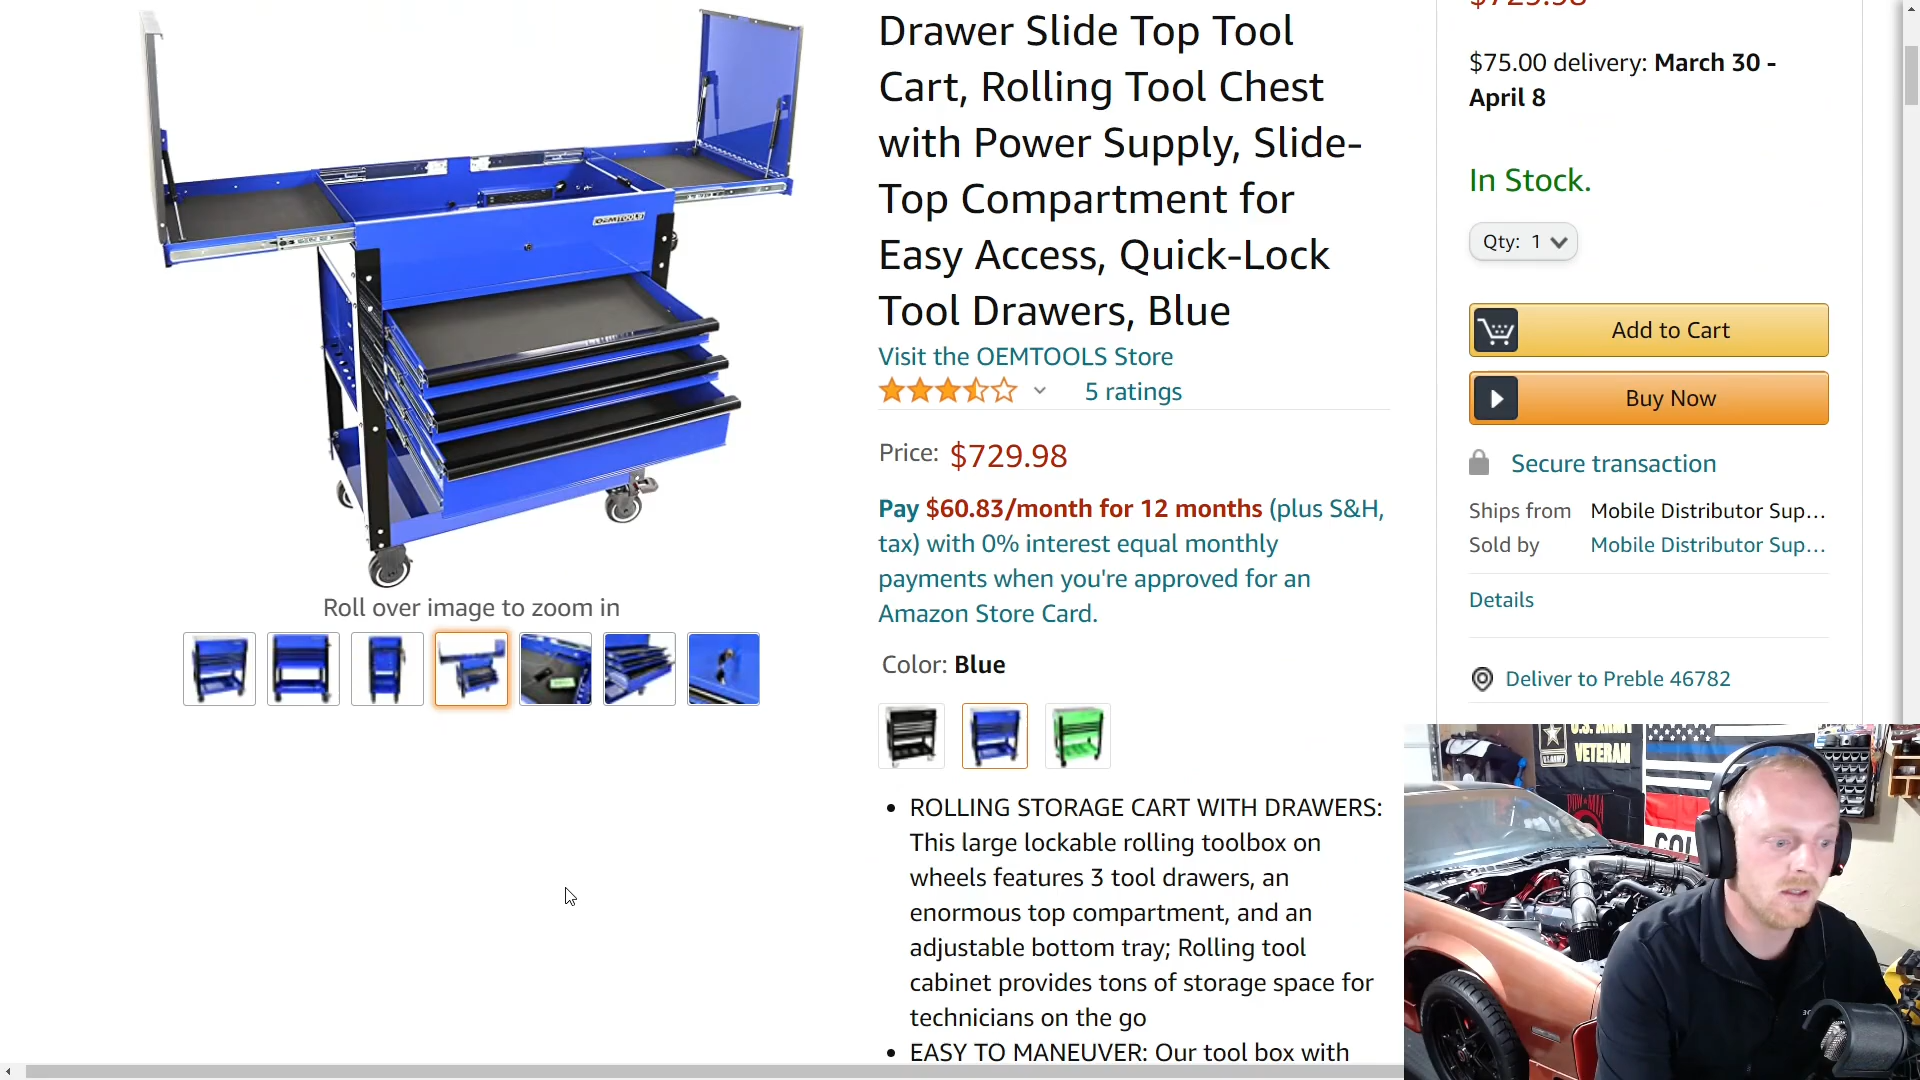 Drawer Slide Top Tool
Cart, Rolling Tool Chest
with Power Supply, Slide-
Top Compartment for
Easy Access, Quick-Lock
Tool Drawers, Blue
Visit the OEMTOOLS Store
5 ratings
Price: $729.98
Pay $60.83/month for 12 months (plus S&H,
tax) with 0% interest equal monthly
payments when you're approved for an
Amazon Store Card.
Color: Blue
• ROLLING STORAGE CART WITH DRAWERS:
This large lockable rolling toolbox on
wheels features 3 tool drawers, an
enormous top compartment, and an
adjustable bottom tray; Rolling tool
cabinet provides tons of storage space for
technicians on the go
• EASY TO MANEUVER: Our tool box with
OEMTOOLS
Roll over image to zoom in
$729.98
$75.00 delivery: March 30 -
April 8
In Stock.
Qty: 1
Add to Cart
Buy Now
Secure transaction
Ships from Mobile Distributor Sup...
Sold by Mobile Distributor Sup...
Details
Deliver to Preble 46782
U.S. ARMY
VETERAN